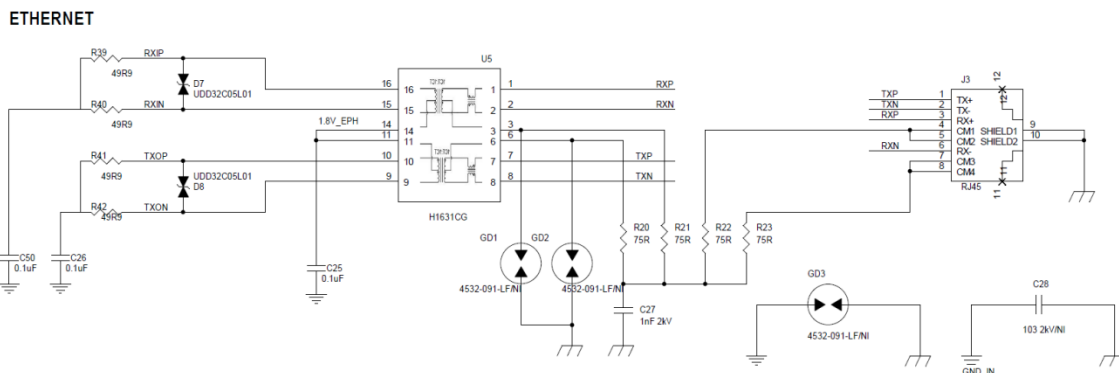 ETHERNET
R39
RXIP
49R9
D7
UDD32C05L01
R40
RXIN
49R9
1.8V_EPH
R41
TXOP
49R9
UDD32C05L01
D8
R42
TXON
49R9
C50
0.1uF
C26
0.1uF
C25
0.1uF
U5
16
15
14
11
10
9
16
15
14
11
10
9
1
2
3
6
7
8
1
2
3
6
7
8
H1631CG
RXP
RXN
TXP
TXN
GD1
GD2
4532-091-LF/NI
R20
75R
R21
75R
R22
75R
R23
75R
C27
1nF 2kV
J3
12
12
TXP 1 TX+
TXN 2 TX-
RXP 3 RX+
4 CM1 SHIELD1 9
5 CM2 SHIELD2 10
RXN 6 RX-
7 CM3
8 CM4
11
11
RJ45
GD3
4532-091-LF/NI
C28
103 2kV/NI
GND_IN